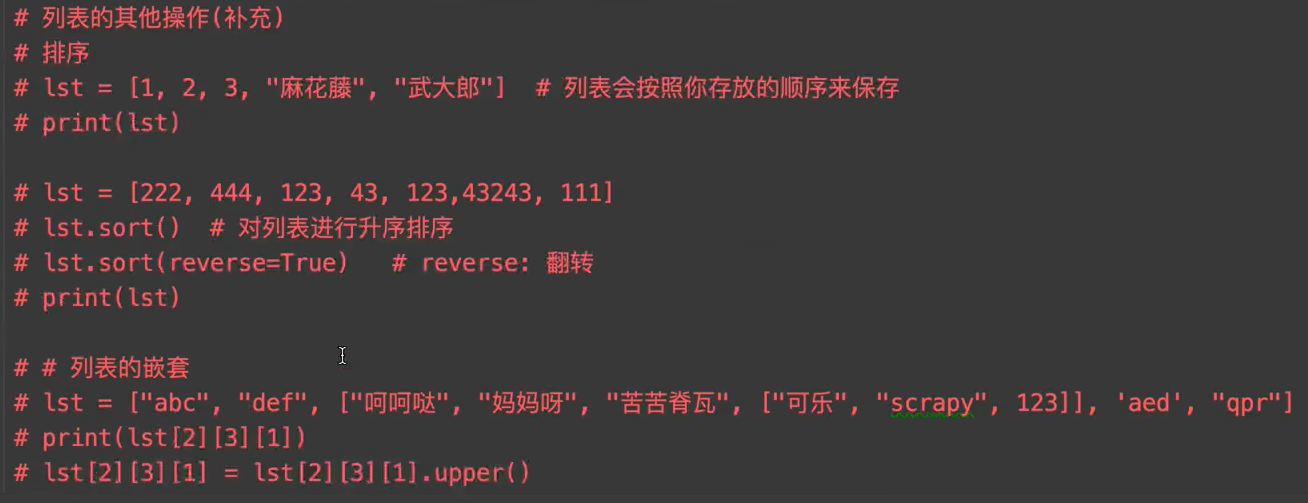 # 列表的其他操作(补充)
# 排序
# lst = [1, 2, 3, "麻花藤", "武大郎"]  # 列表会按照你存放的顺序来保存
# print(lst)
# lst = [222, 444, 123, 43, 123,43243, 111]
# lst.sort()  # 对列表进行升序排序
# lst.sort(reverse=True)   # reverse: 翻转
# print(lst)
# # 列表的嵌套
# lst = ["abc", "def", ["呵呵哒", "妈妈呀", "苦苦脊瓦", ["可乐", "scrapy", 123]], 'aed', "qpr"]
# print(lst[2][3][1])
# lst[2][3][1] = lst[2][3][1].upper()